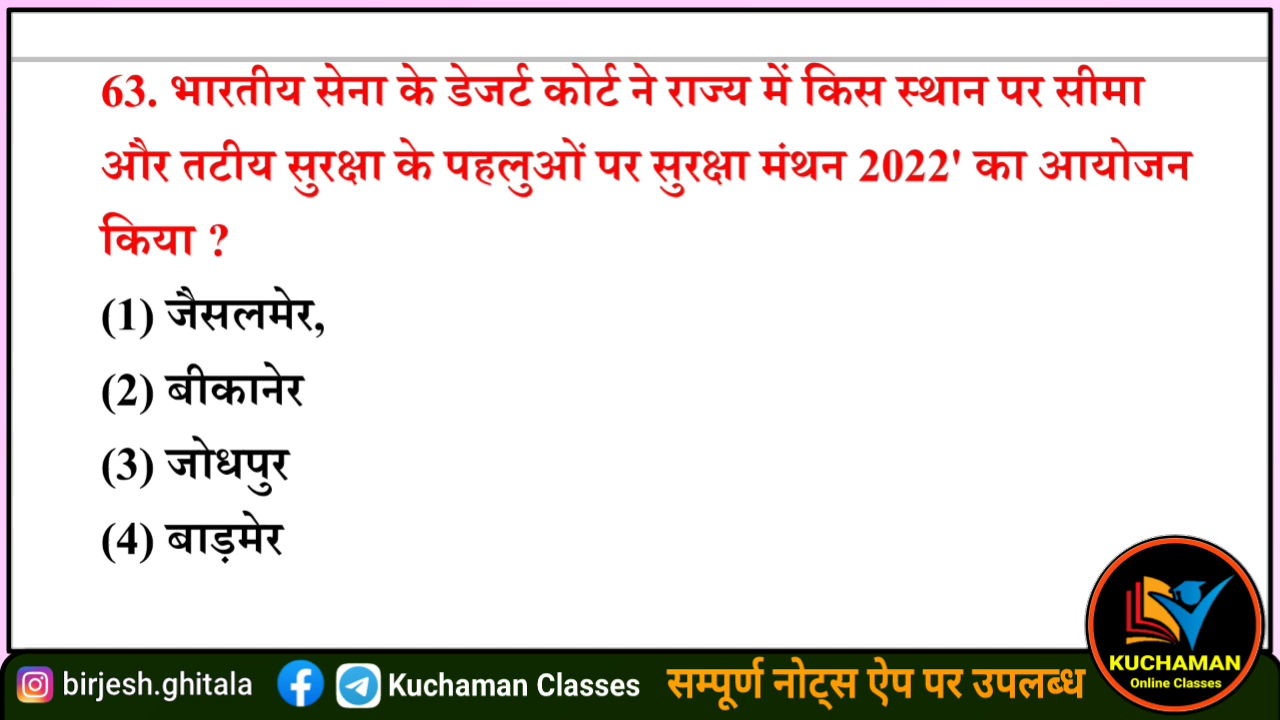 63. भारतीय सेना के डेजर्ट कोर्ट ने राज्य में किस स्थान पर सीमा
और तटीय सुरक्षा के पहलुओं पर सुरक्षा मंथन 2022' का आयोजन
किया ?
(1) जैसलमेर,
(2) बीकानेर
(3) जोधपुर
(4) बाड़मेर
KUCHAMAN
Online Classes
birjesh.ghitala Kuchaman Classes सम्पूर्ण नोट्स ऐप पर उपलब्ध